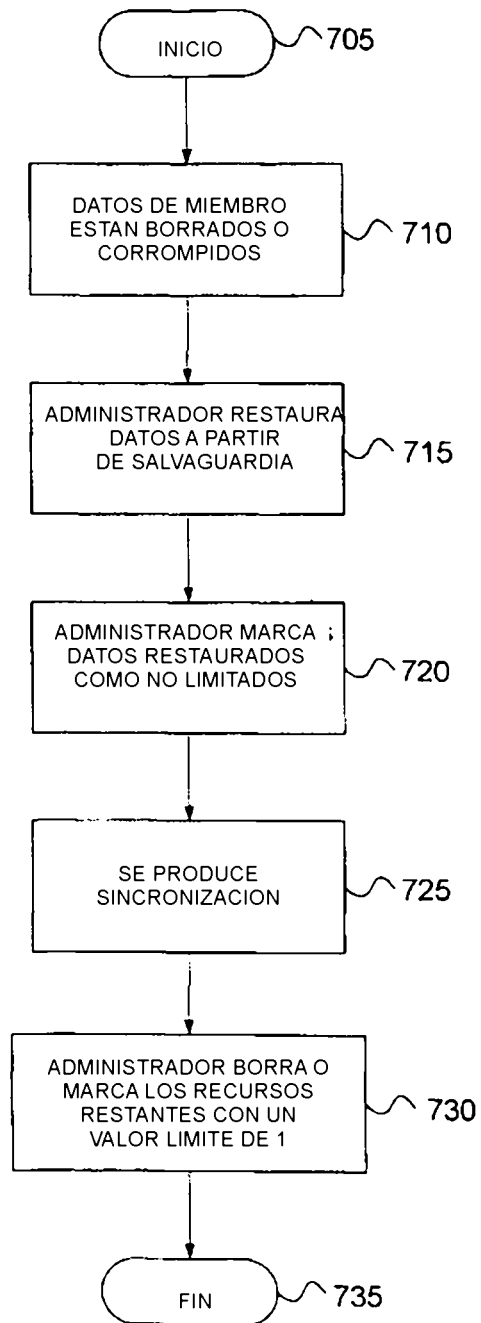 INICIO
705
DATOS DE MIEMBRO
ESTAN BORRADOS O
CORROMPIDOS
710
ADMINISTRADOR RESTAURA
DATOS A PARTIR
DE SALVAGUARDIA
715
ADMINISTRADOR MARCA
DATOS RESTAURADOS
COMO NO LIMITADOS
720
SE PRODUCE
SINCRONIZACION
725
ADMINISTRADOR BORRA O
MARCA LOS RECURSOS
RESTANTES CON UN
VALOR LIMITE DE 1
730
FIN
735